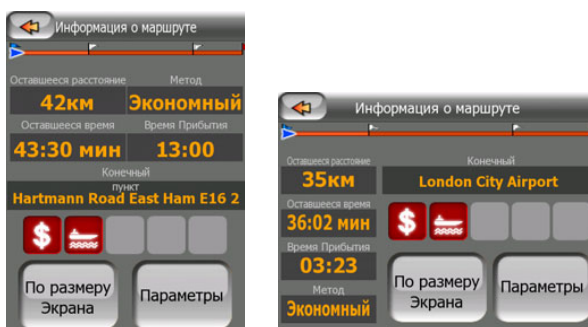 Информация о маршруте
Оставшееся расстояние
Метод
42км
Экономный
Оставшееся время
Время Прибытия
43:30 мин
13:00
Конечный
пункт
Hartmann Road East Ham E16 2
$
По размеру
Экрана
Параметры
Информация о маршруте
Оставшееся расстояние
Конечный
35км
London City Airport
Оставшееся время
36:02 мин
$
Время Прибытия
03:23
Метод
Экономный
По размеру
Экрана
Параметры